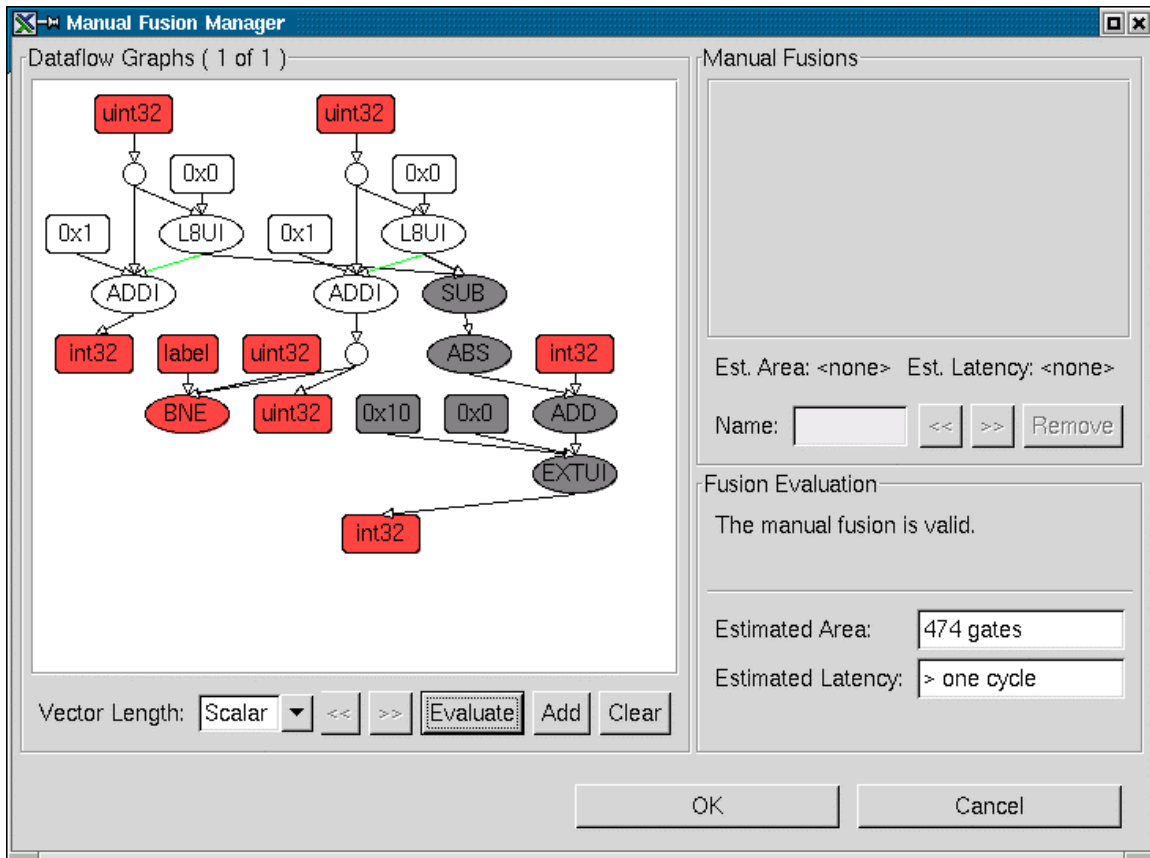 Manual Fusion Manager
Dataflow Graphs ( 1 of 1 )
uint32 uint32
0x0 0x0
0x1 L8UI 0x1 L8UI
ADDI ADDI SUB
int32 label uint32 ABS int32
BNE uint32 0x10 0x0 ADD
EXTUI
int32
Vector Length: Scalar << >> Evaluate Add Clear
Manual Fusions
Est. Area: <none> Est. Latency: <none>
Name: << >> Remove
Fusion Evaluation
The manual fusion is valid.
Estimated Area: 474 gates
Estimated Latency: > one cycle
OK Cancel